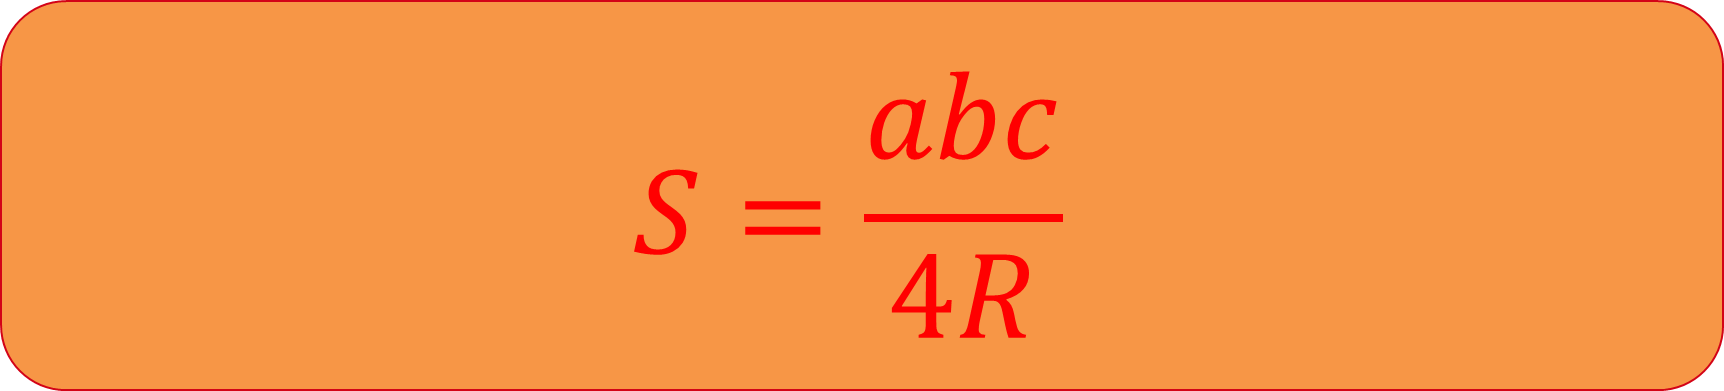 S = abc/4R